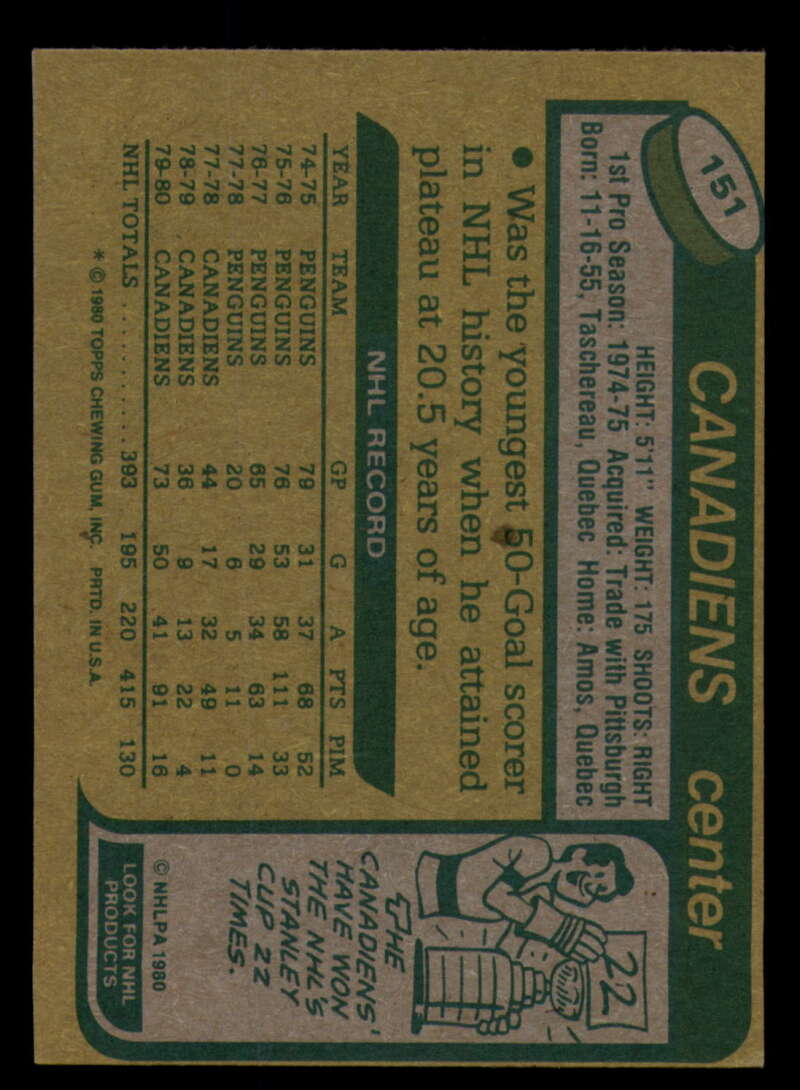 151
CANADIENS center
HEIGHT: 5'11" WEIGHT: 175 SHOOTS: RIGHT
1st Pro Season: 1974-75 Acquired: Trade with Pittsburgh
Born: 11-16-55, Taschereau, Quebec Home: Amos, Quebec
● Was the youngest 50-Goal scorer
in NHL history when he attained
plateau at 20.5 years of age.
NHL RECORD
YEAR TEAM GP G A PTS PIM
74-75 PENGUINS 79 31 37 68 52
75-76 PENGUINS 76 53 58 111 33
76-77 PENGUINS 65 29 34 63 14
77-78 PENGUINS 20 6 5 11 0
77-78 CANADIENS 44 17 32 49 11
78-79 CANADIENS 36 9 13 22 4
79-80 CANADIENS 73 50 41 91 16
NHL TOTALS ........... 393 195 220 415 130
* © 1980 TOPPS CHEWING GUM, INC. PRTD. IN U.S.A.
22
THE
CANADIENS'
HAVE WON
THE NHL'S
STANLEY
CUP 22
TIMES.
© NHLPA 1980
LOOK FOR NHL
PRODUCTS